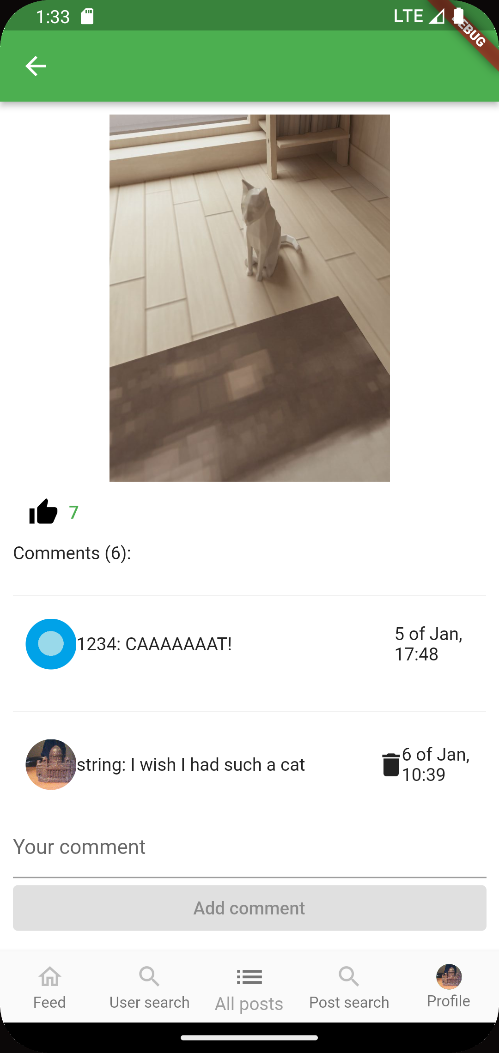 1:33 LTE
DEBUG
7
Comments (6):
1234: CAAAAAAAT!
5 of Jan,
17:48
string: I wish I had such a cat
6 of Jan,
10:39
Your comment
Add comment
Feed
User search
All posts
Post search
Profile